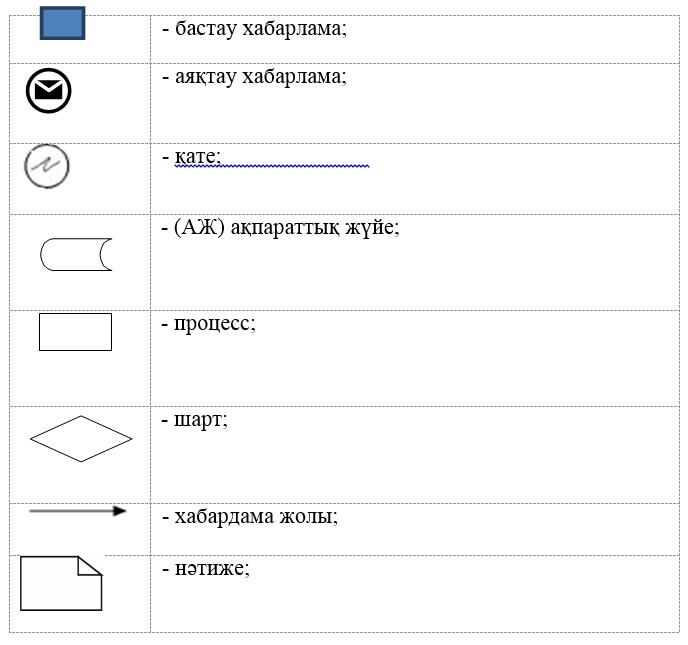 - бастау хабарлама;
- аяқтау хабарлама;
- қате;
- (АЖ) ақпараттық жүйе;
- процесс;
- шарт;
- хабардама жолы;
- нәтиже;